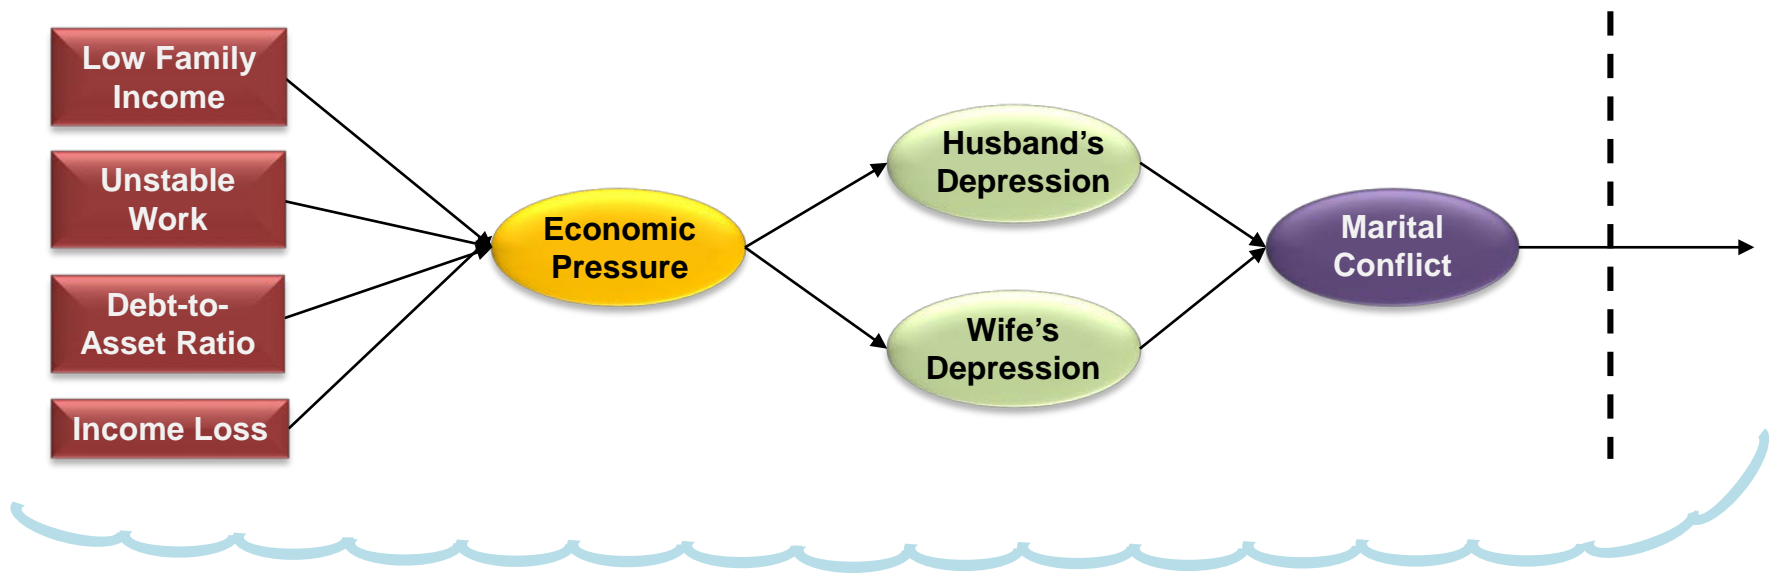 Low Family
Income
Unstable
Work
Debt-to-
Asset Ratio
Income Loss
Economic
Pressure
Husband's
Depression
Wife's
Depression
Marital
Conflict